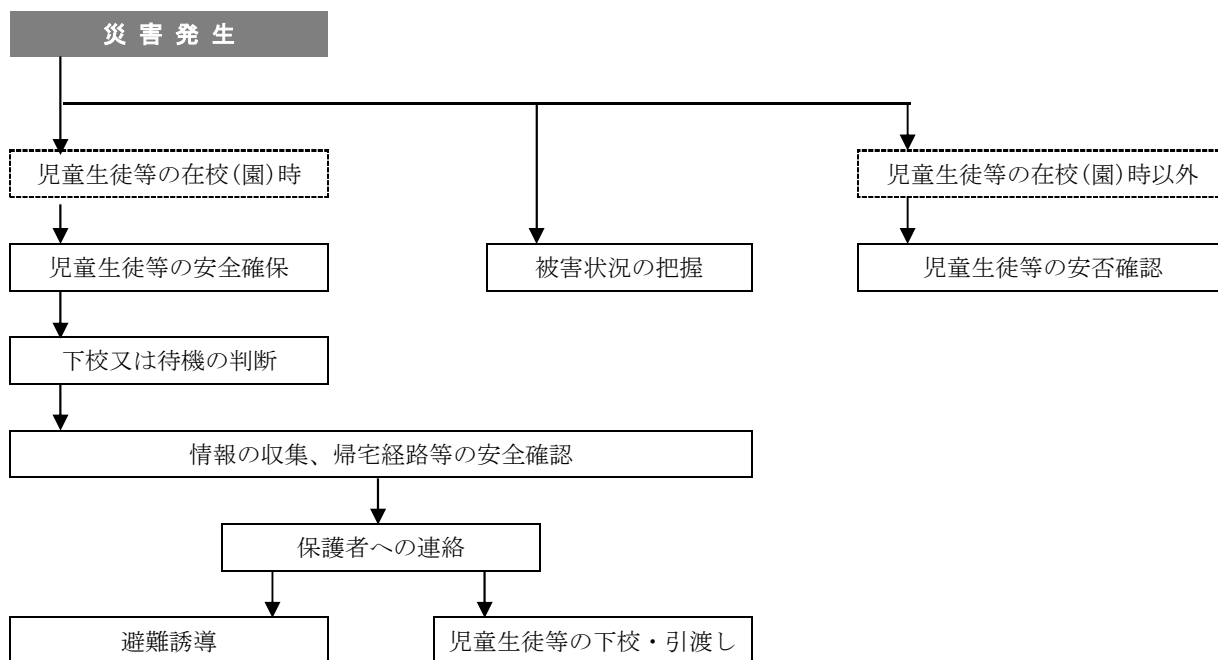 災 害 発 生
児童生徒等の在校(園)時
児童生徒等の在校(園)時以外
児童生徒等の安全確保
被害状況の把握
児童生徒等の安否確認
下校又は待機の判断
情報の収集、帰宅経路等の安全確認
保護者への連絡
避難誘導
児童生徒等の下校・引渡し